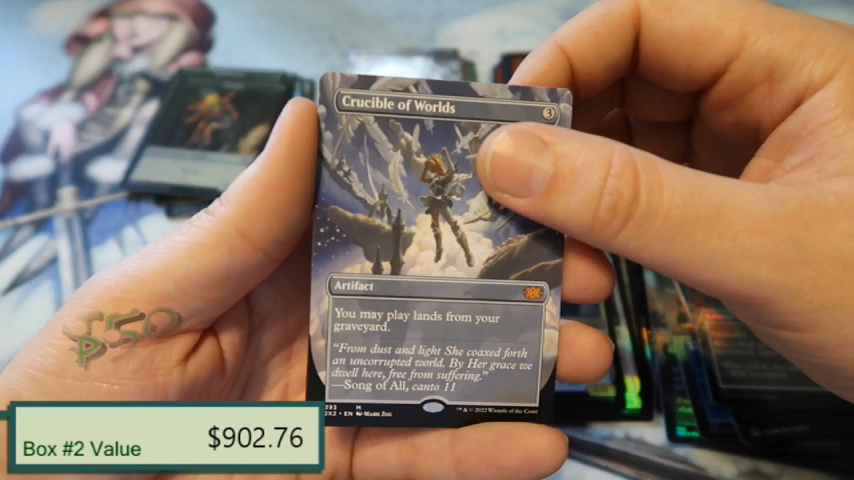 Crucible of Worlds
3
Artifact
You may play lands from your
graveyard.
"From dust and light She coaxed forth
an uncorrupted world. By Her grace we
dwell here, free from suffering."
—Song of All, canto 11
393 M
2X2 • EN Mark Zug
™ & © 2022 Wizards of the Coast
$50
Box #2 Value
$902.76